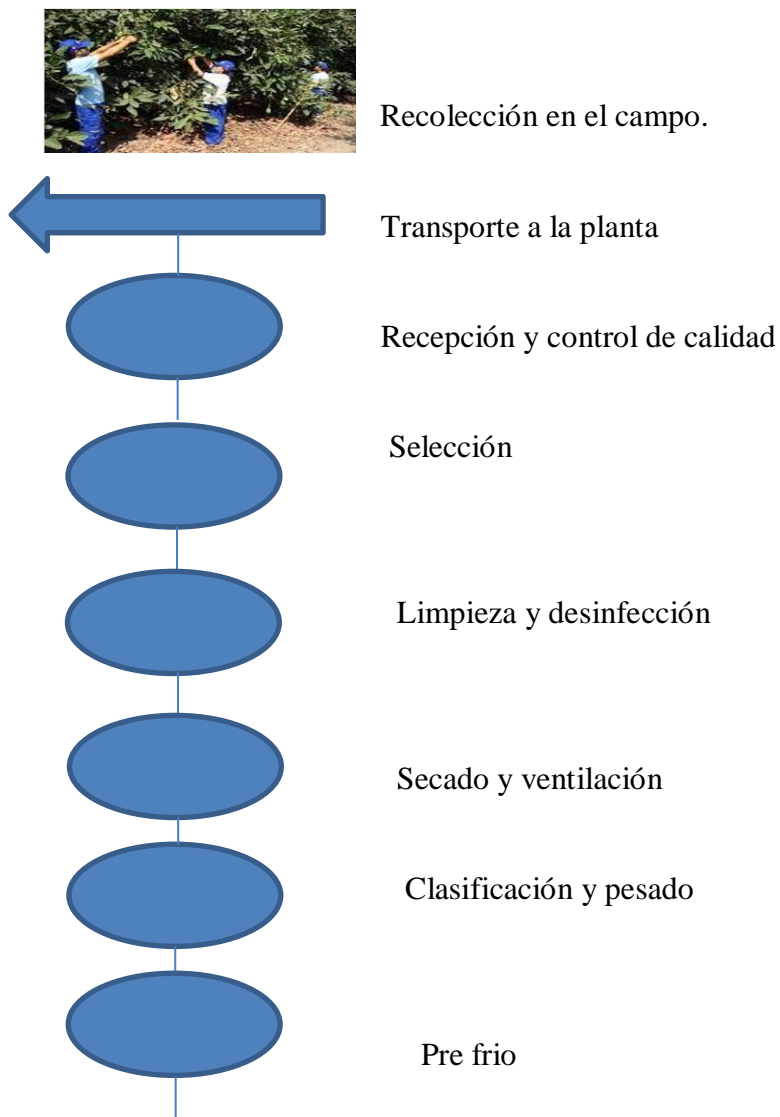 Recolección en el campo.
Transporte a la planta
Recepción y control de calidad
Selección
Limpieza y desinfección
Secado y ventilación
Clasificación y pesado
Pre frio